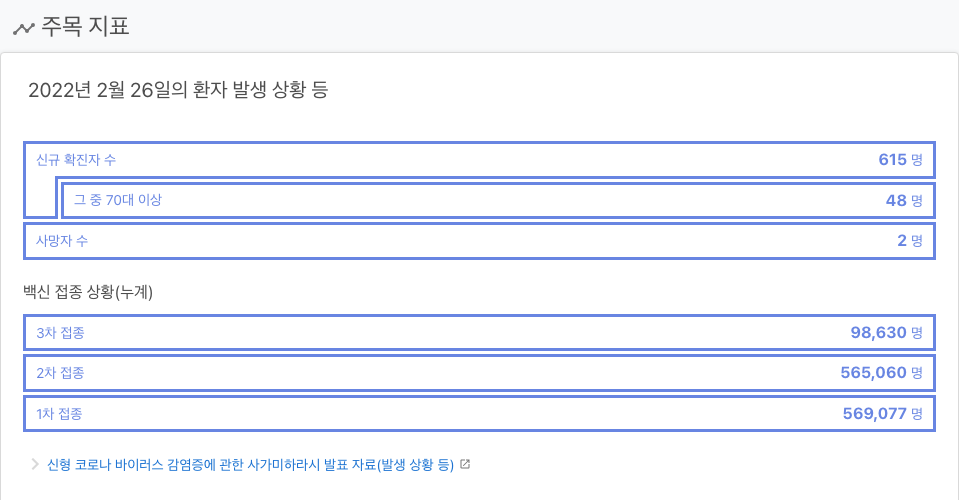 주목 지표
2022년 2월 26일의 환자 발생 상황 등
신규 확진자 수 615 명
그 중 70대 이상 48 명
사망자 수 2 명
백신 접종 상황(누계)
3차 접종 98,630 명
2차 접종 565,060 명
1차 접종 569,077 명
신형 코로나 바이러스 감염증에 관한 사가미하라시 발표 자료(발생 상황 등)